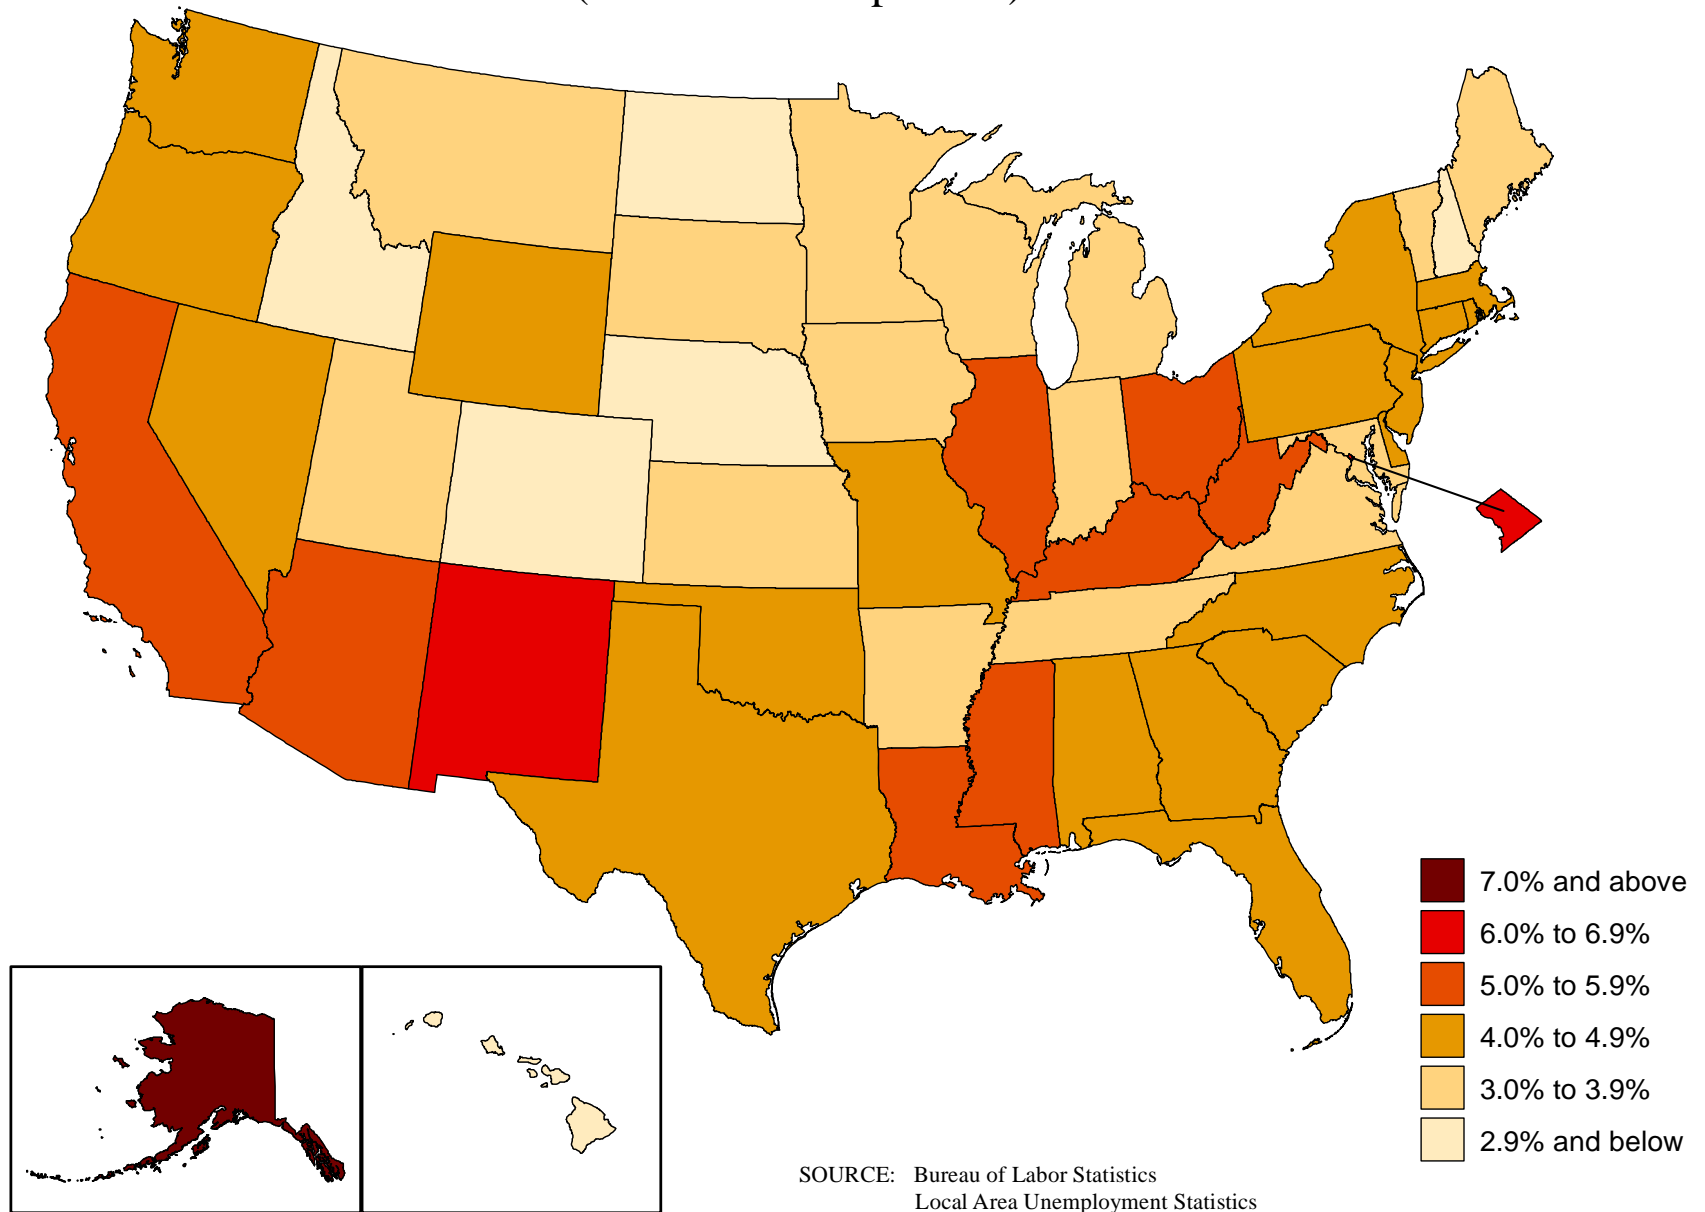 7.0% and above
6.0% to 6.9%
5.0% to 5.9%
4.0% to 4.9%
3.0% to 3.9%
2.9% and below
SOURCE: Bureau of Labor Statistics
Local Area Unemployment Statistics